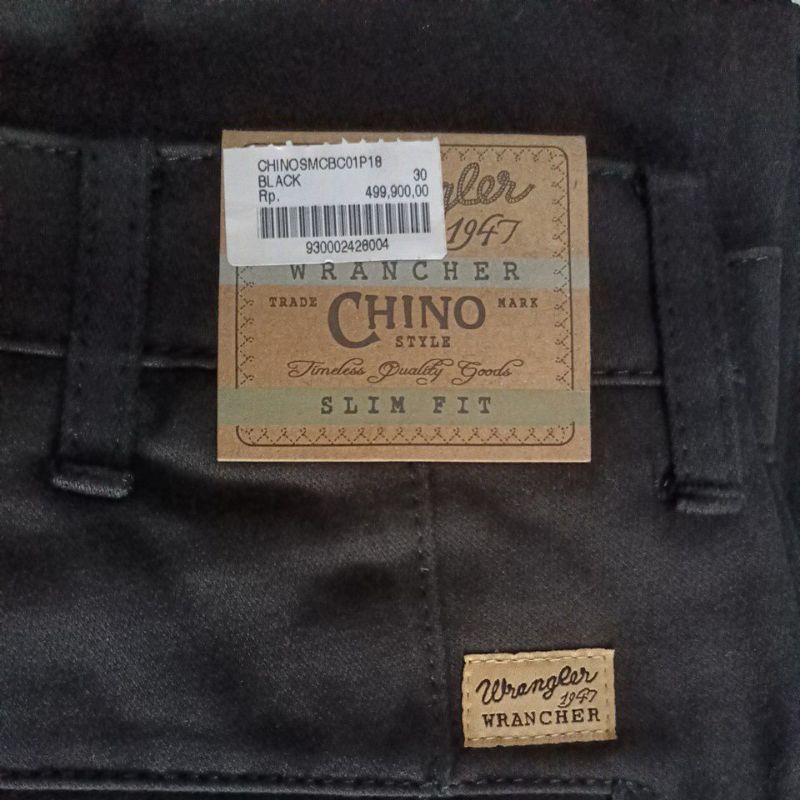 CHINOSMCBC01P18
BLACK 30
Rp. 499,900,00
930002428004
1947
WRANCHER
TRADE MARK
CHINO
STYLE
Timeless Quality Goods
SLIM FIT
Wrangler
1947
WRANCHER